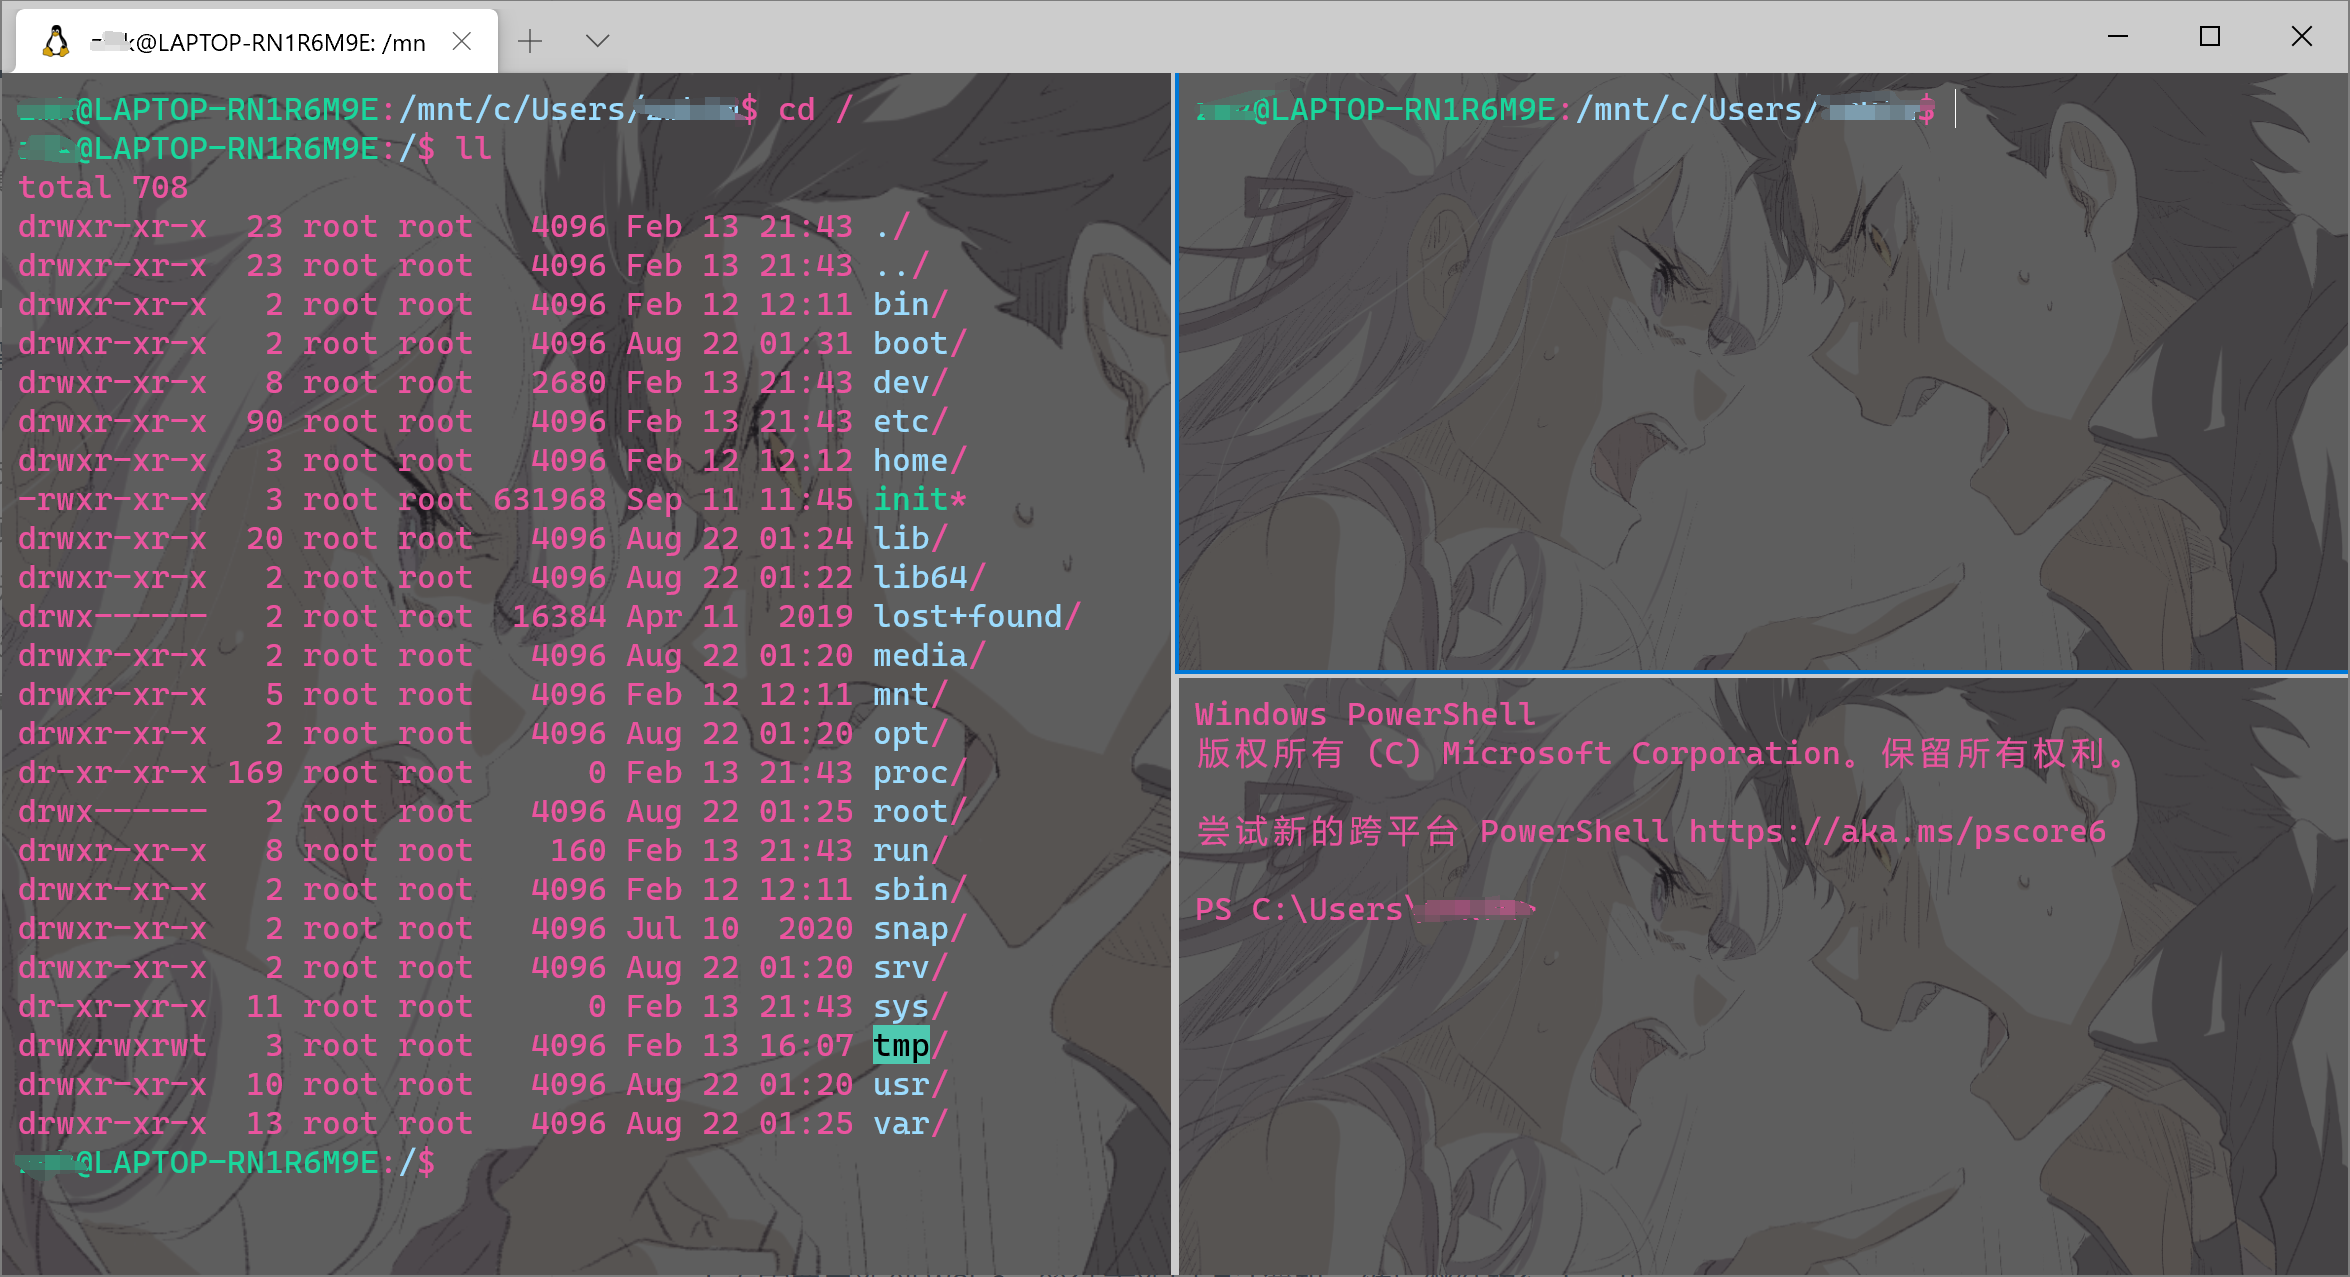 @LAPTOP-RN1R6M9E: /mn
@LAPTOP-RN1R6M9E:/mnt/c/Users/$ cd /
@LAPTOP-RN1R6M9E:/$ ll
total 708
drwxr-xr-x  23 root root   4096 Feb 13 21:43 ./
drwxr-xr-x  23 root root   4096 Feb 13 21:43 ../
drwxr-xr-x   2 root root   4096 Feb 12 12:11 bin/
drwxr-xr-x   2 root root   4096 Aug 22 01:31 boot/
drwxr-xr-x   8 root root   2680 Feb 13 21:43 dev/
drwxr-xr-x  90 root root   4096 Feb 13 21:43 etc/
drwxr-xr-x   3 root root   4096 Feb 12 12:12 home/
-rwxr-xr-x   3 root root 631968 Sep 11 11:45 init*
drwxr-xr-x  20 root root   4096 Aug 22 01:24 lib/
drwxr-xr-x   2 root root   4096 Aug 22 01:22 lib64/
drwx------   2 root root  16384 Apr 11  2019 lost+found/
drwxr-xr-x   2 root root   4096 Aug 22 01:20 media/
drwxr-xr-x   5 root root   4096 Feb 12 12:11 mnt/
drwxr-xr-x   2 root root   4096 Aug 22 01:20 opt/
dr-xr-xr-x 169 root root      0 Feb 13 21:43 proc/
drwx------   2 root root   4096 Aug 22 01:25 root/
drwxr-xr-x   8 root root    160 Feb 13 21:43 run/
drwxr-xr-x   2 root root   4096 Feb 12 12:11 sbin/
drwxr-xr-x   2 root root   4096 Jul 10  2020 snap/
drwxr-xr-x   2 root root   4096 Aug 22 01:20 srv/
dr-xr-xr-x  11 root root      0 Feb 13 21:43 sys/
drwxrwxrwt   3 root root   4096 Feb 13 16:07 tmp/
drwxr-xr-x  10 root root   4096 Aug 22 01:20 usr/
drwxr-xr-x  13 root root   4096 Aug 22 01:25 var/
@LAPTOP-RN1R6M9E:/$
@LAPTOP-RN1R6M9E:/mnt/c/Users/$
Windows PowerShell
版权所有 (C) Microsoft Corporation。保留所有权利。
尝试新的跨平台 PowerShell https://aka.ms/pscore6
PS C:\Users\